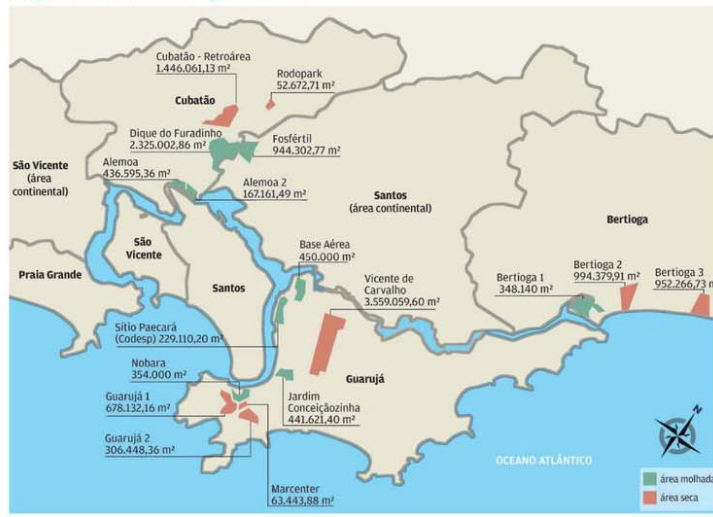 Cubatão - Retroárea
1.446.061,13 m²
Rodopark
52.672,71 m²
Cubatão
Dique do Furadinho
2.325.002,86 m²
Fosfértil
944.302,77 m²
São Vicente
(área
continental)
Alemoa
436.595,36 m²
Alemoa 2
167.161,49 m²
Santos
(área continental)
Bertioga
São
Vicente
Praia Grande
Santos
Base Aérea
450.000 m²
Vicente de
Carvalho
3.559.059,60 m²
Bertioga 1
348.140 m²
Bertioga 2
994.379,91 m²
Bertioga 3
952.266,73 m²
Sítio Paecará
(Codesp) 229.110,20 m²
Nobara
354.000 m²
Guarujá 1
678.132,16 m²
Guarujá 2
306.448,36 m²
Jardim
Conceiçãozinha
441.621,40 m²
Guarujá
Marcenter
63.443,88 m²
OCEANO ATLÂNTICO
N
área molhada
área seca